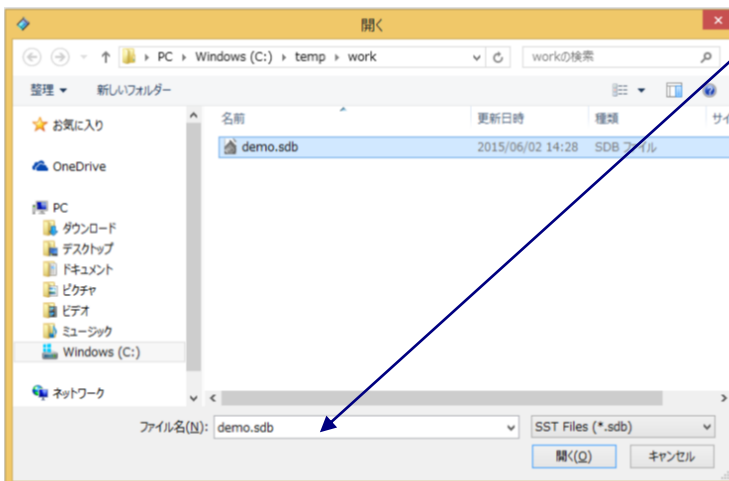 開く
PC ▸ Windows (C:) ▸ temp ▸ work
workの検索
整理 ▼ 新しいフォルダー
名前 更新日時 種類 サイ
demo.sdb 2015/06/02 14:28 SDB ファイル
お気に入り
OneDrive
PC
ダウンロード
デスクトップ
ドキュメント
ピクチャ
ビデオ
ミュージック
Windows (C:)
ネットワーク
ファイル名(N): demo.sdb SST Files (*.sdb)
開く(O) キャンセル